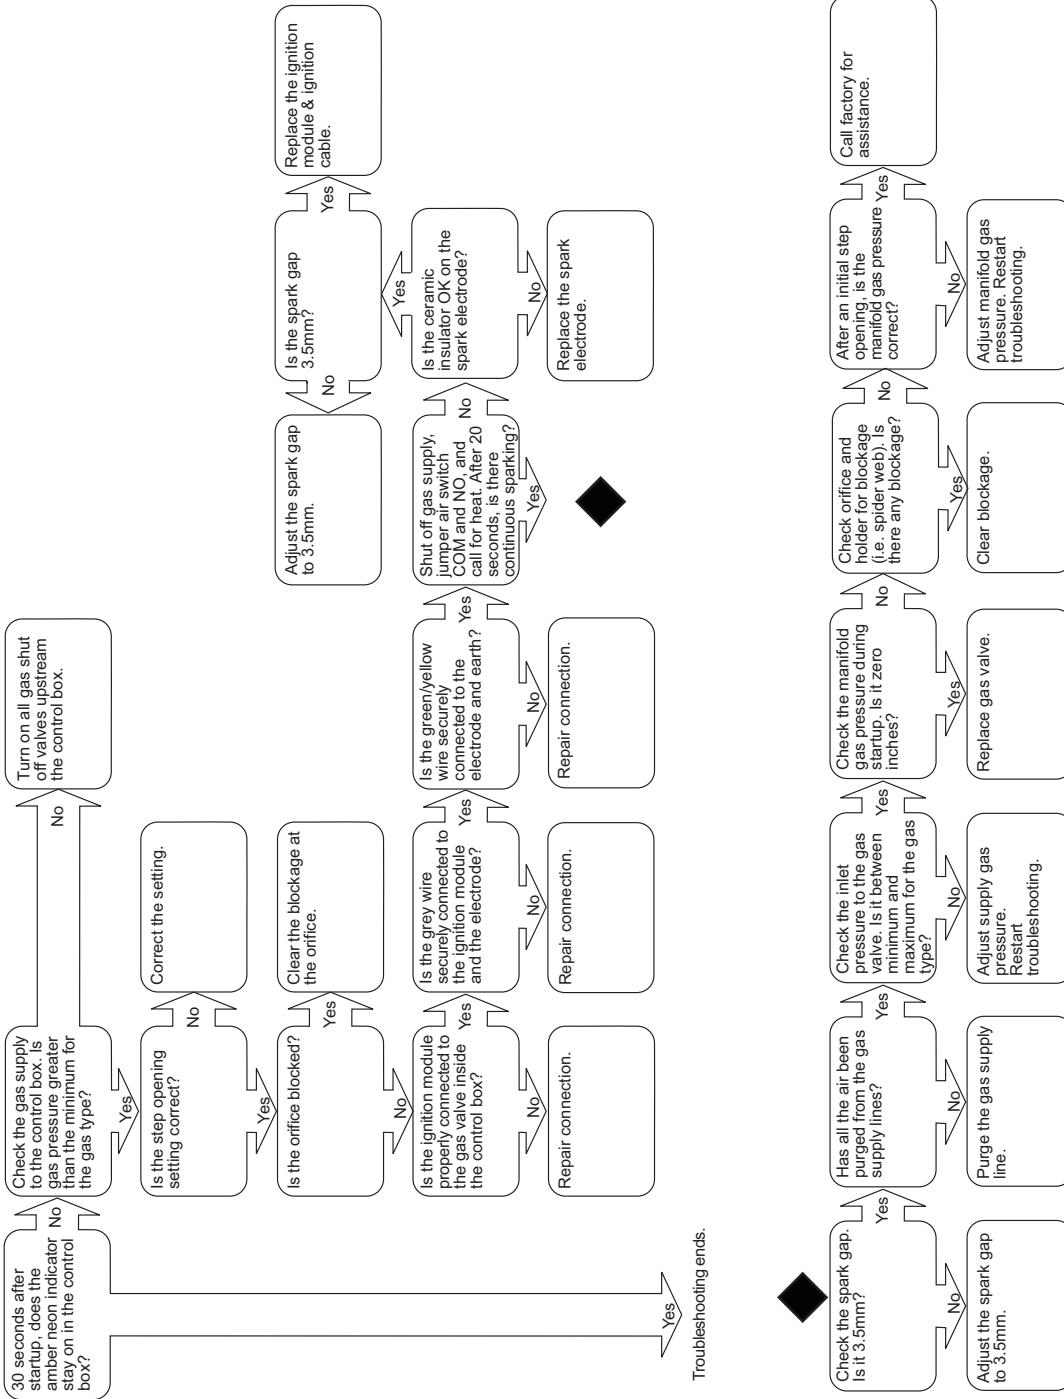 30 seconds after
startup, does the
amber neon indicator
stay on in the control
box?
No
Yes
Troubleshooting ends.
Check the gas supply
to the control box. Is
gas pressure greater
than the minimum for
the gas type?
No
Turn on all gas shut
off valves upstream
the control box.
Yes
Is the step opening
setting correct?
No
Correct the setting.
Yes
Is the orifice blocked?
Yes
Clear the blockage at
the orifice.
No
Is the ignition module
properly connected to
the gas valve inside
the control box?
Repair connection.
Yes
Is the grey wire
securely connected to
the ignition module
and the electrode?
No
Repair connection.
Yes
Is the green/yellow
wire securely
connected to the
electrode and earth?
No
Repair connection.
Yes
Shut off gas supply,
jumper air switch
COM and NO, and
call for heat. After 20
seconds, is there
continuous sparking?
Yes
No
Is the ceramic
insulator OK on the
spark electrode?
No
Replace the spark
electrode.
Yes
Is the spark gap
3.5mm?
No
Adjust the spark gap
to 3.5mm.
Yes
Replace the ignition
module & ignition
cable.
Check the spark gap.
Is it 3.5mm?
No
Adjust the spark gap
to 3.5mm.
Yes
Has all the air been
purged from the gas
supply lines?
No
Purge the gas supply
line.
Yes
Check the inlet
pressure to the gas
valve. Is it between
minimum and
maximum for the gas
type?
No
Adjust supply gas
pressure.
Restart
troubleshooting.
Yes
Check the manifold
gas pressure during
startup. Is it zero
inches?
Yes
Replace gas valve.
No
Check orifice and
holder for blockage
(i.e. spider web). Is
there any blockage?
Yes
Clear blockage.
No
After an initial step
opening, is the
manifold gas pressure
correct?
No
Adjust manifold gas
pressure. Restart
troubleshooting.
Yes
Call factory for
assistance.